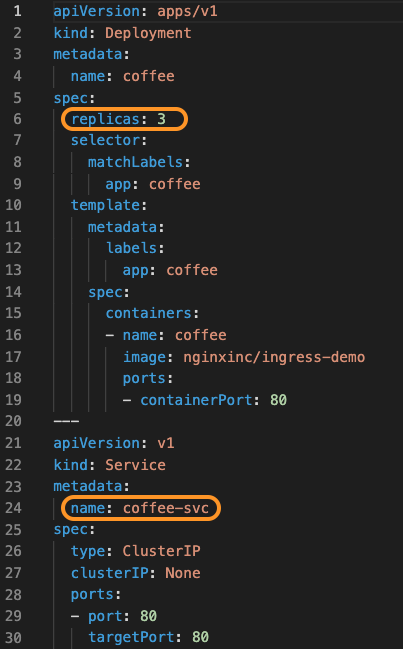 1 apiVersion: apps/v1
2 kind: Deployment
3 metadata:
4   name: coffee
5 spec:
6   replicas: 3
7   selector:
8     matchLabels:
9       app: coffee
10   template:
11     metadata:
12       labels:
13         app: coffee
14     spec:
15       containers:
16       - name: coffee
17         image: nginxinc/ingress-demo
18         ports:
19         - containerPort: 80
20 ---
21 apiVersion: v1
22 kind: Service
23 metadata:
24   name: coffee-svc
25 spec:
26   type: ClusterIP
27   clusterIP: None
28   ports:
29   - port: 80
30     targetPort: 80